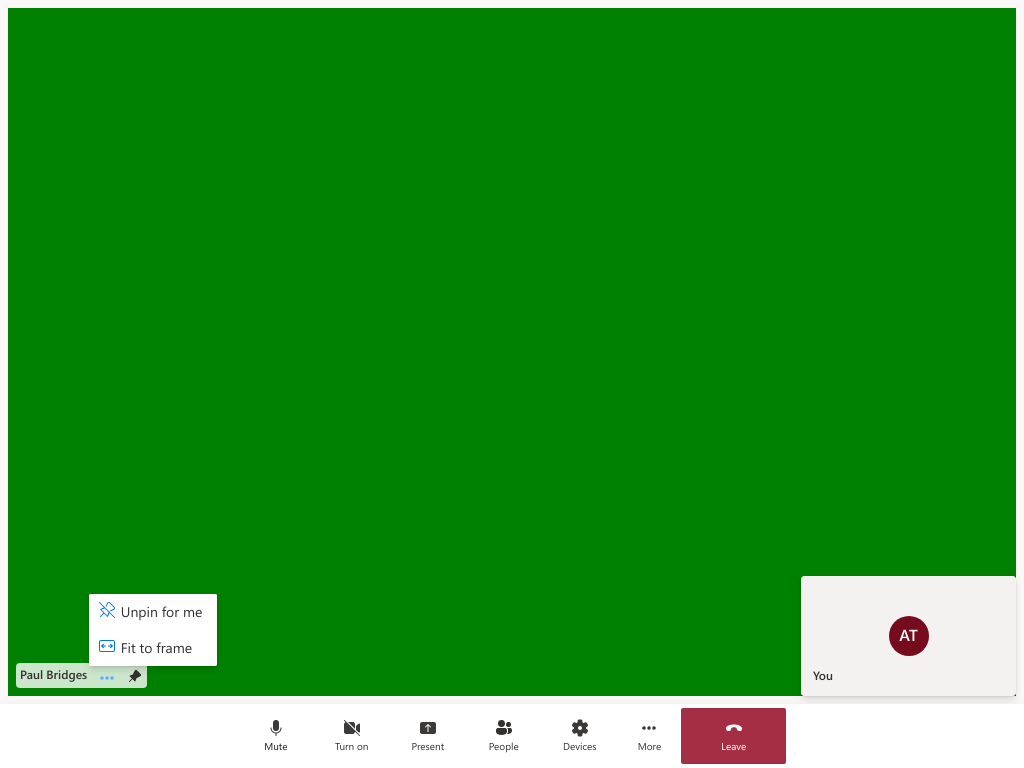 Unpin for me
Fit to frame
Paul Bridges
AT
You
Mute
Turn on
Present
People
Devices
More
Leave